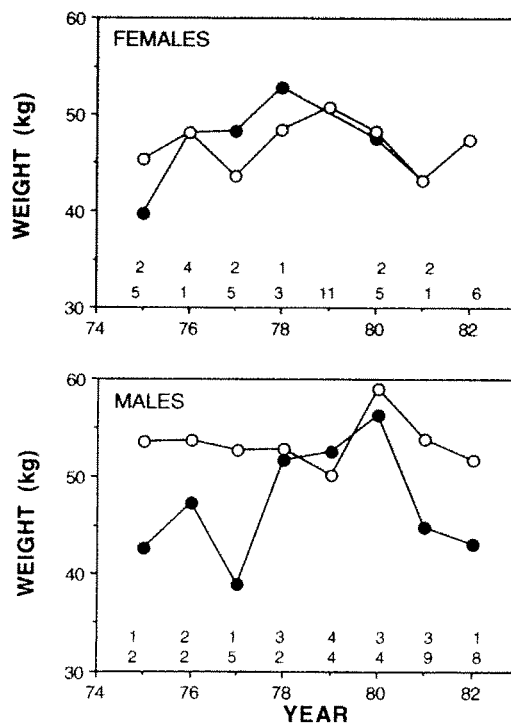 60
FEMALES
50
WEIGHT (kg)
40
2 4 2 1 2 2
5 1 5 3 11 5 1 6
30
74 76 78 80 82
60
MALES
50
WEIGHT (kg)
40
1 2 1 3 4 3 3 1
2 2 5 2 4 4 9 8
30
74 76 78 80 82
YEAR